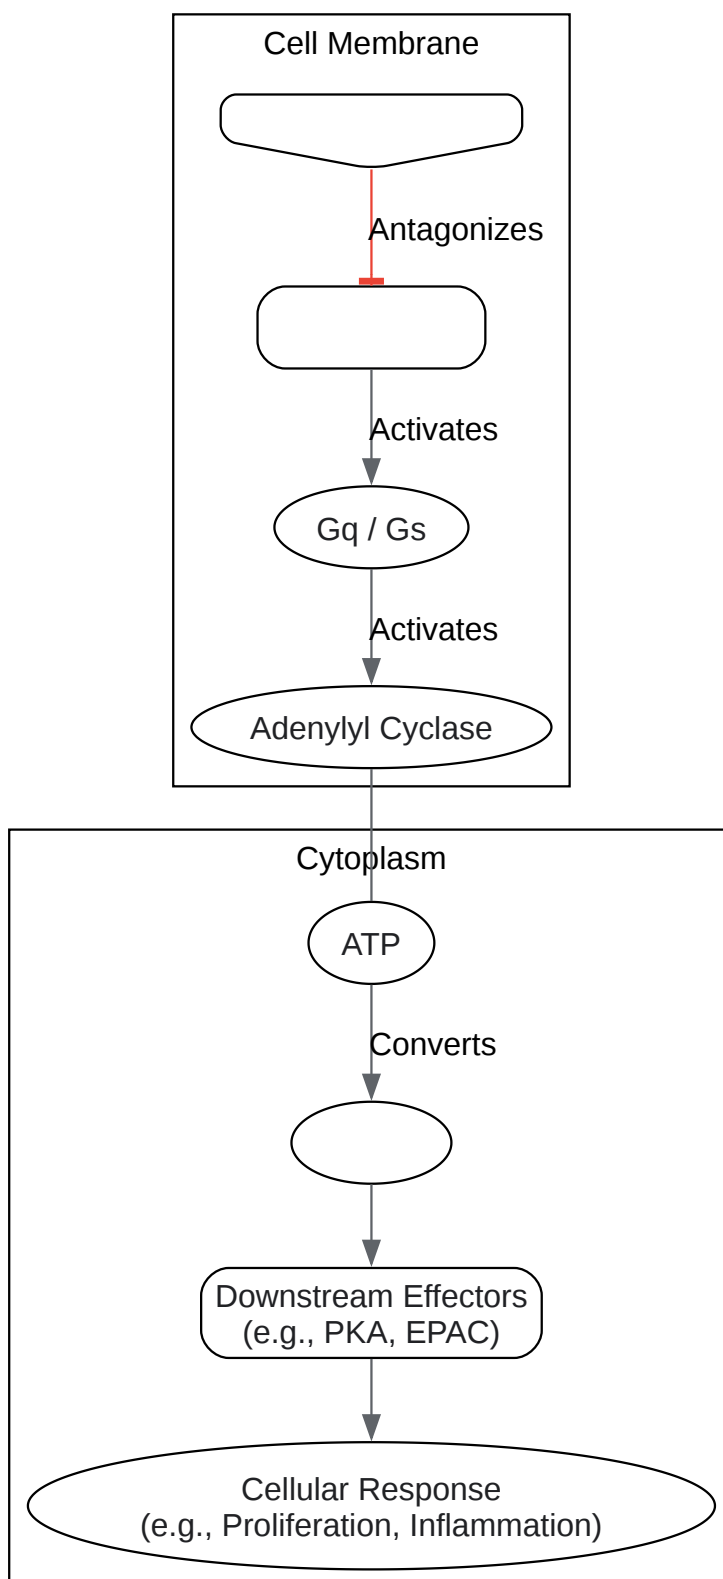 Cell Membrane
Antagonizes
Activates
Gq / Gs
Activates
Adenylyl Cyclase
Cytoplasm
ATP
Converts
Downstream Effectors
(e.g., PKA, EPAC)
Cellular Response
(e.g., Proliferation, Inflammation)